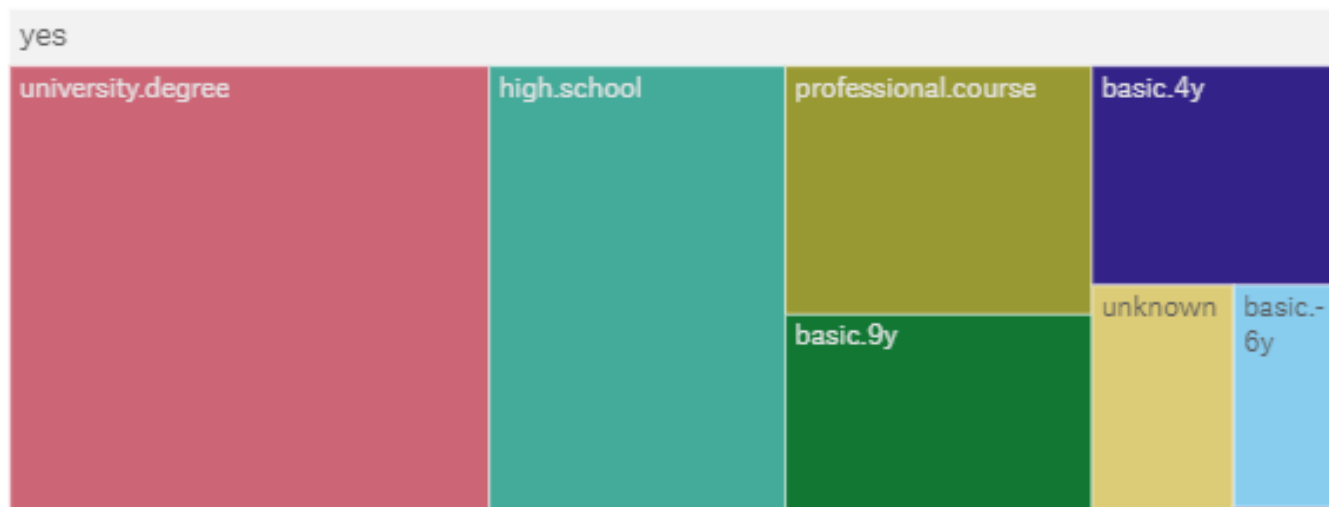 yes
university.degree
high.school
professional.course
basic.4y
basic.9y
unknown
basic.-
6y